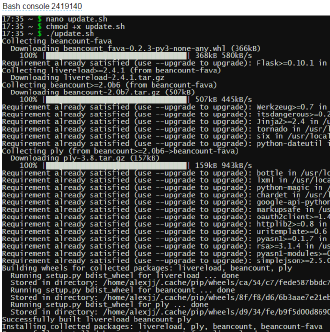 Bash console 2419140
17:35 ~ $ nano update.sh
17:35 ~ $ chmod +x update.sh
17:35 ~ $ ./update.sh
Collecting beancount-fava
Downloading beancount_fava-0.2.3-py3-none-any.whl (366kB)
100% | 368kB 580kB/s
Requirement already satisfied (use --upgrade to upgrade): Flask>=0.10.1 in
Collecting livereload>=2.4.1 (from beancount-fava)
Downloading livereload-2.4.1.tar.gz
Collecting beancount>=2.0b6 (from beancount-fava)
Downloading beancount-2.0b7.tar.gz (507kB)
100% | 507kB 445kB/s
Requirement already satisfied (use --upgrade to upgrade): Werkzeug>=0.7 in
Requirement already satisfied (use --upgrade to upgrade): itsdangerous>=0.2
Requirement already satisfied (use --upgrade to upgrade): Jinja2>=2.4 in /u
Requirement already satisfied (use --upgrade to upgrade): tornado in /usr/l
Requirement already satisfied (use --upgrade to upgrade): six in /usr/local
Requirement already satisfied (use --upgrade to upgrade): python-dateutil i
Collecting ply (from beancount>=2.0b6->beancount-fava)
Downloading ply-3.8.tar.gz (157kB)
100% | 159kB 943kB/s
Requirement already satisfied (use --upgrade to upgrade): bottle in /usr/lo
Requirement already satisfied (use --upgrade to upgrade): lxml in /usr/loca
Requirement already satisfied (use --upgrade to upgrade): python-magic in /
Requirement already satisfied (use --upgrade to upgrade): chardet in /usr/l
Requirement already satisfied (use --upgrade to upgrade): google-api-python
Requirement already satisfied (use --upgrade to upgrade): markupsafe in /us
Requirement already satisfied (use --upgrade to upgrade): oauth2client>=1.4
Requirement already satisfied (use --upgrade to upgrade): httplib2>=0.8 in
Requirement already satisfied (use --upgrade to upgrade): uritemplate>=0.6
Requirement already satisfied (use --upgrade to upgrade): pyasn1>=0.1.7 in
Requirement already satisfied (use --upgrade to upgrade): rsa>=3.1.4 in /us
Requirement already satisfied (use --upgrade to upgrade): pyasn1-modules>=
Requirement already satisfied (use --upgrade to upgrade): simplejson>=2.5.0
Building wheels for collected packages: livereload, beancount, ply
Running setup.py bdist_wheel for livereload ... done
Stored in directory: /home/alexjj/.cache/pip/wheels/ca/54/c7/fede587bbdc7
Running setup.py bdist_wheel for beancount ... done
Stored in directory: /home/alexjj/.cache/pip/wheels/8f/f8/d6/6b3aae7e21eb
Running setup.py bdist_wheel for ply ... done
Stored in directory: /home/alexjj/.cache/pip/wheels/d9/34/fe/b9f5d00d8698
Successfully built livereload beancount ply
Installing collected packages: livereload, ply, beancount, beancount-fava